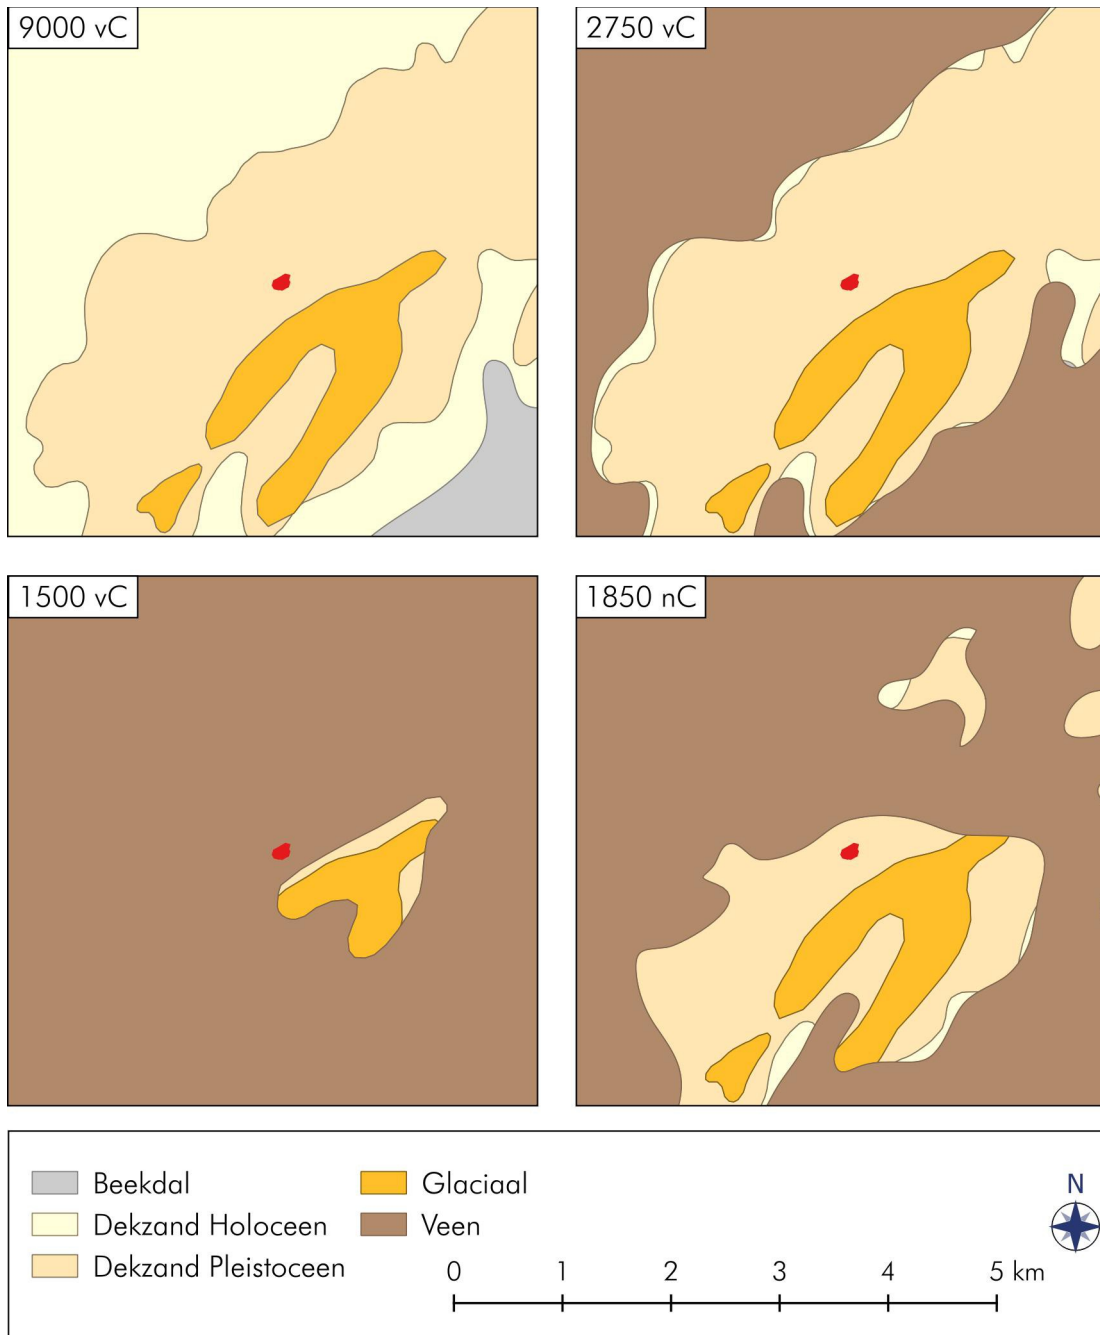 9000 vC
2750 vC
1500 vC
1850 nC
Beekdal
Dekzand Holoceen
Dekzand Pleistoceen
Glaciaal
Veen
N
0 1 2 3 4 5 km